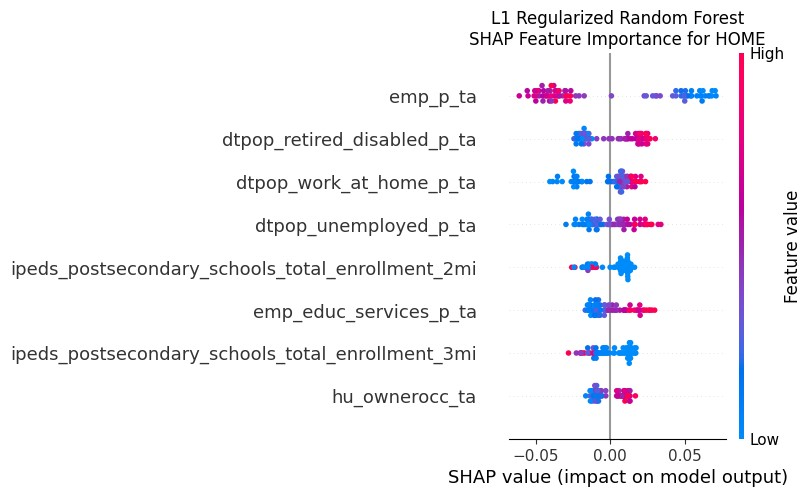 L1 Regularized Random Forest
SHAP Feature Importance for HOME
High
emp_p_ta
dtpop_retired_disabled_p_ta
dtpop_work_at_home_p_ta
dtpop_unemployed_p_ta
ipeds_postsecondary_schools_total_enrollment_2mi
emp_educ_services_p_ta
ipeds_postsecondary_schools_total_enrollment_3mi
hu_ownerocc_ta
Feature value
Low
−0.05 0.00 0.05
SHAP value (impact on model output)